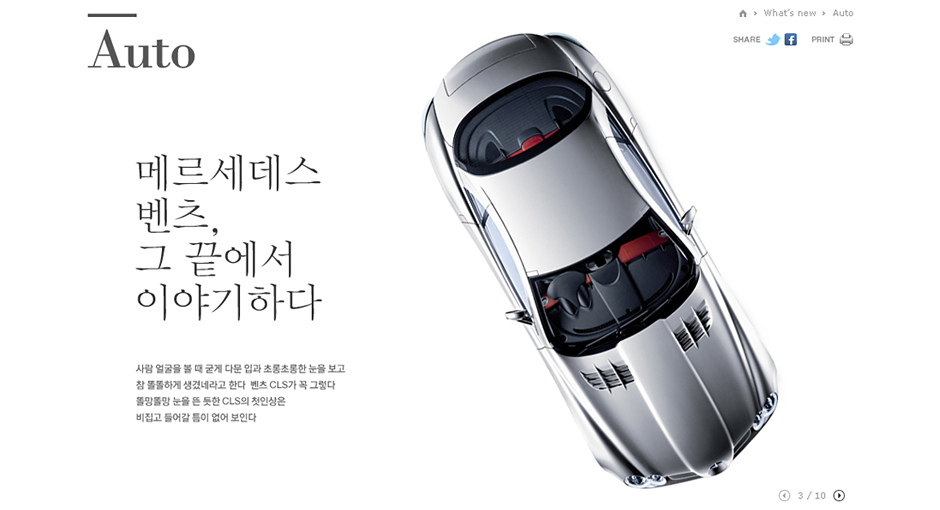 What's new Auto
SHARE PRINT
Auto
메르세데스
벤츠,
그 끝에서
이야기하다
사람 얼굴을 볼 때 굳게 다문 입과 초롱초롱한 눈을 보고
참 똘똘하게 생겼네라고 한다 벤츠 CLS가 꼭 그렇다
똘망똘망 눈을 뜬 듯한 CLS의 첫인상은
비집고 들어갈 틈이 없어 보인다
3 / 10